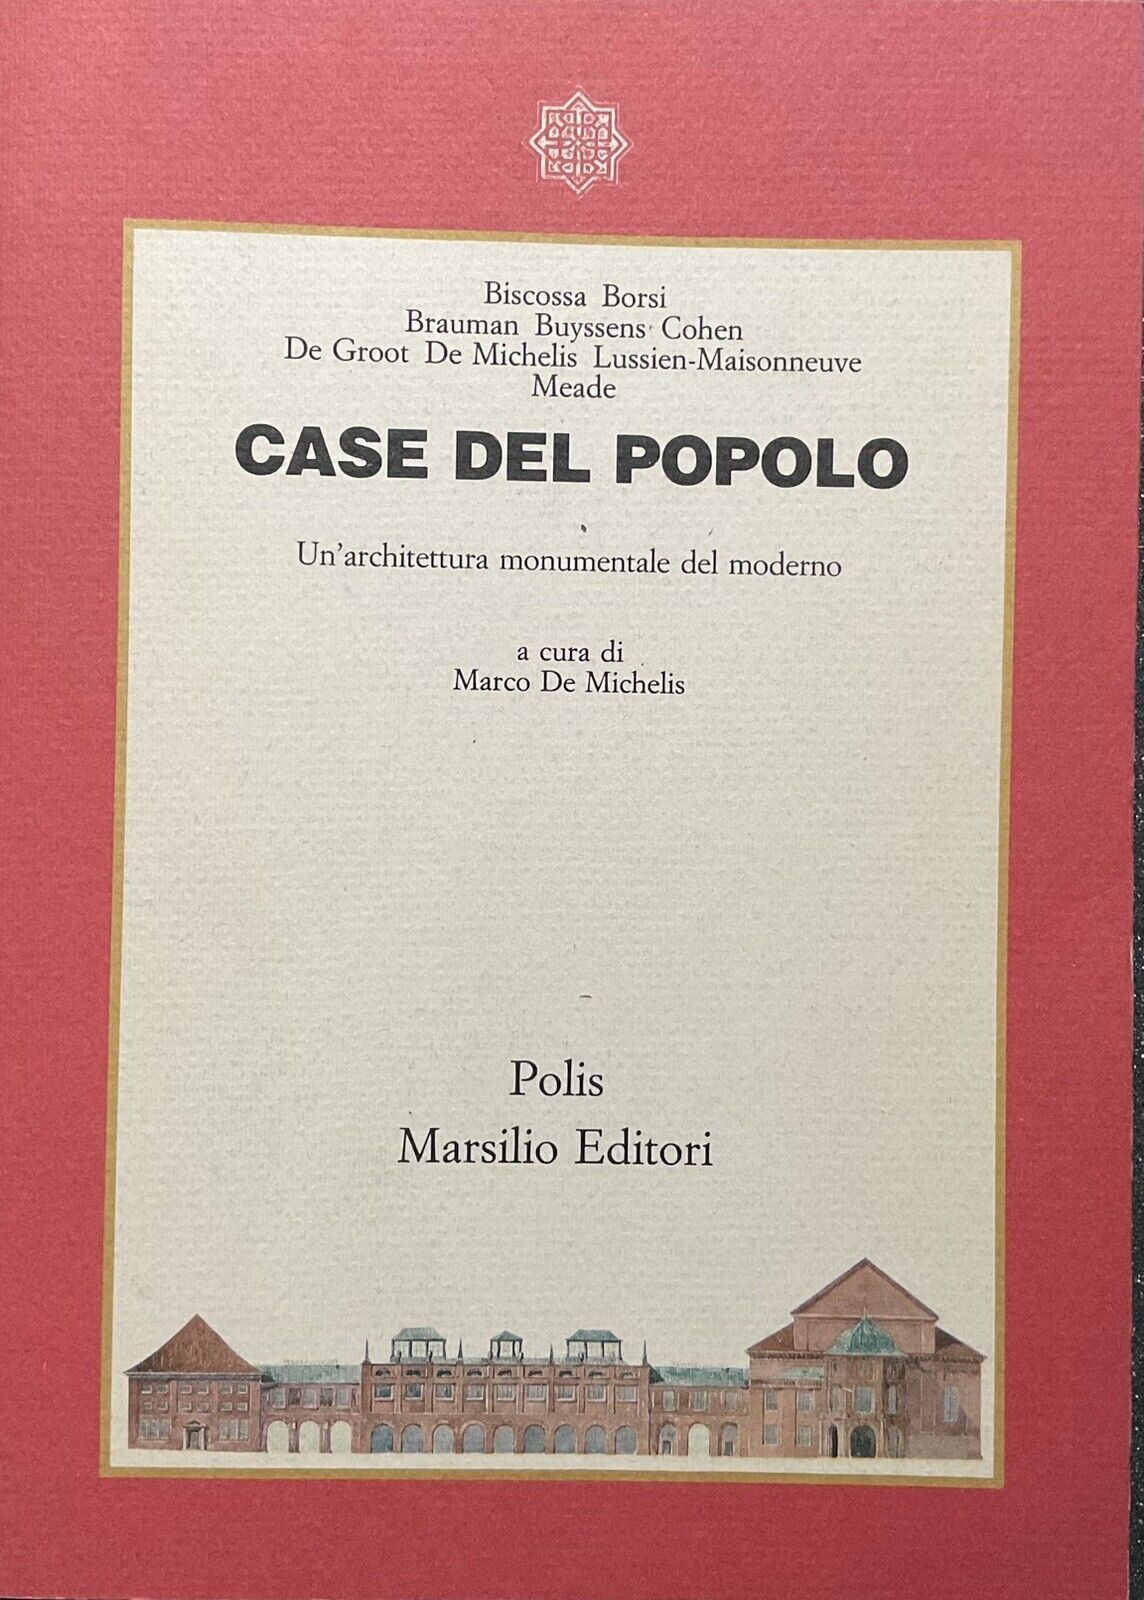 Biscossa Borsi
Brauman Buyssens Cohen
De Groot De Michelis Lussien-Maisonneuve
Meade
CASE DEL POPOLO
Un'architettura monumentale del moderno
a cura di
Marco De Michelis
Polis
Marsilio Editori